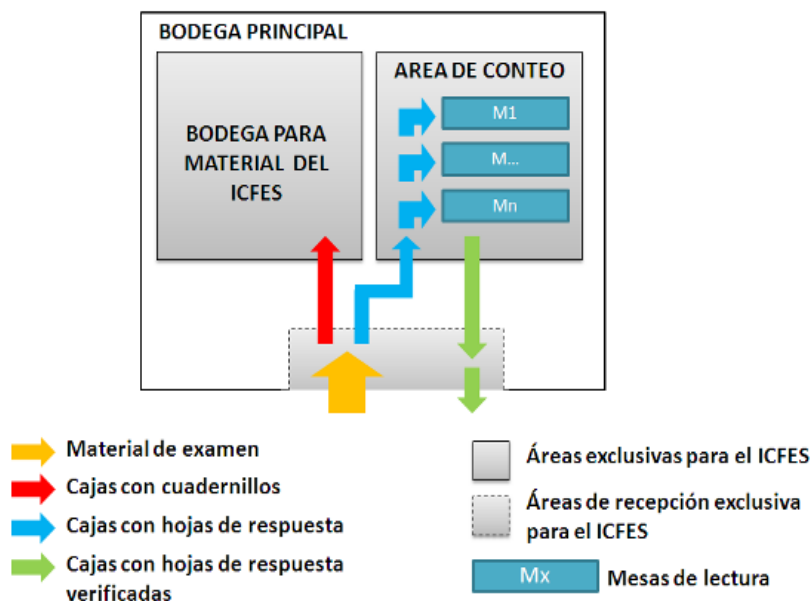 BODEGA PRINCIPAL
BODEGA PARA
MATERIAL DEL
ICFES
AREA DE CONTEO
M1
M...
Mn
Material de examen
Cajas con cuadernillos
Cajas con hojas de respuesta
Cajas con hojas de respuesta
verificadas
Áreas exclusivas para el ICFES
Áreas de recepción exclusiva
para el ICFES
Mx
Mesas de lectura